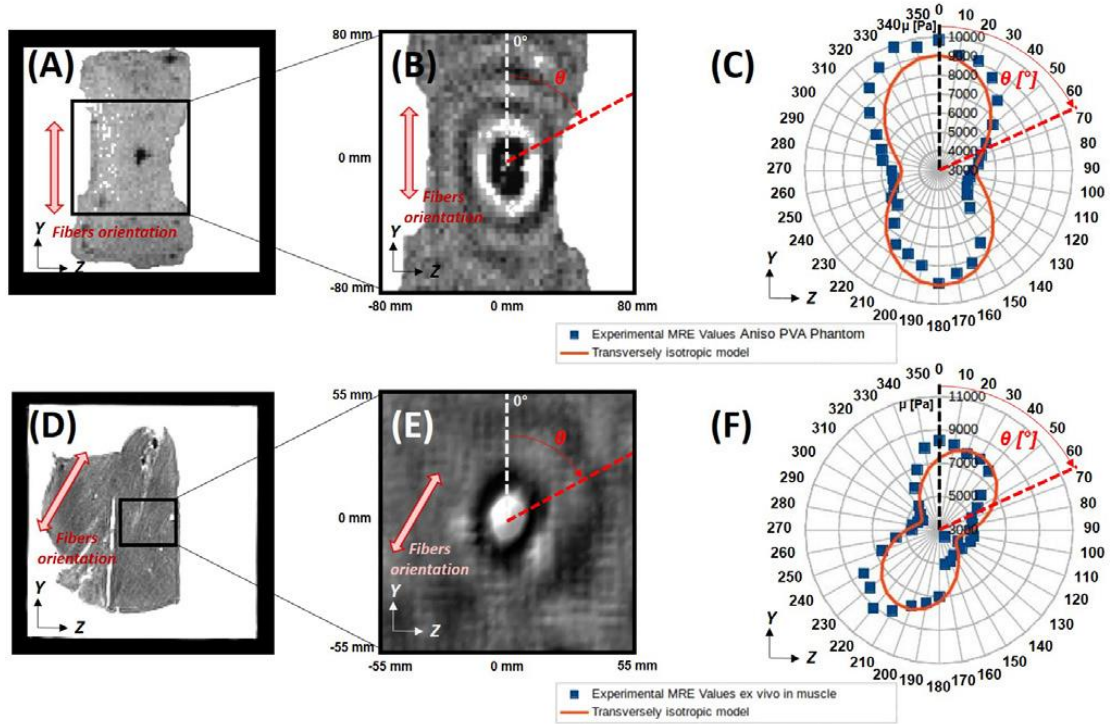 (A)
Fibers orientation
Y
Z
80 mm
0 mm
-80 mm
(B)
0°
θ
Fibers
orientation
Y
Z
-80 mm
0 mm
80 mm
(C)
µ [Pa]
θ [°]
0
10
20
30
40
50
60
70
80
90
100
110
120
130
140
150
160
170
180
190
200
210
220
230
240
250
260
270
280
290
300
310
320
330
340
350
10000
9000
8000
7000
6000
5000
4000
3000
Y
Z
Experimental MRE Values Aniso PVA Phantom
Transversely isotropic model
(D)
Fibers
orientation
Y
Z
55 mm
0 mm
-55 mm
(E)
0°
θ
Fibers
orientation
Y
Z
-55 mm
0 mm
55 mm
(F)
µ [Pa]
θ [°]
0
10
20
30
40
50
60
70
80
90
100
110
120
130
140
150
160
170
180
190
200
210
220
230
240
250
260
270
280
290
300
310
320
330
340
350
11000
9000
7000
5000
3000
Y
Z
Experimental MRE Values ex vivo in muscle
Transversely isotropic model